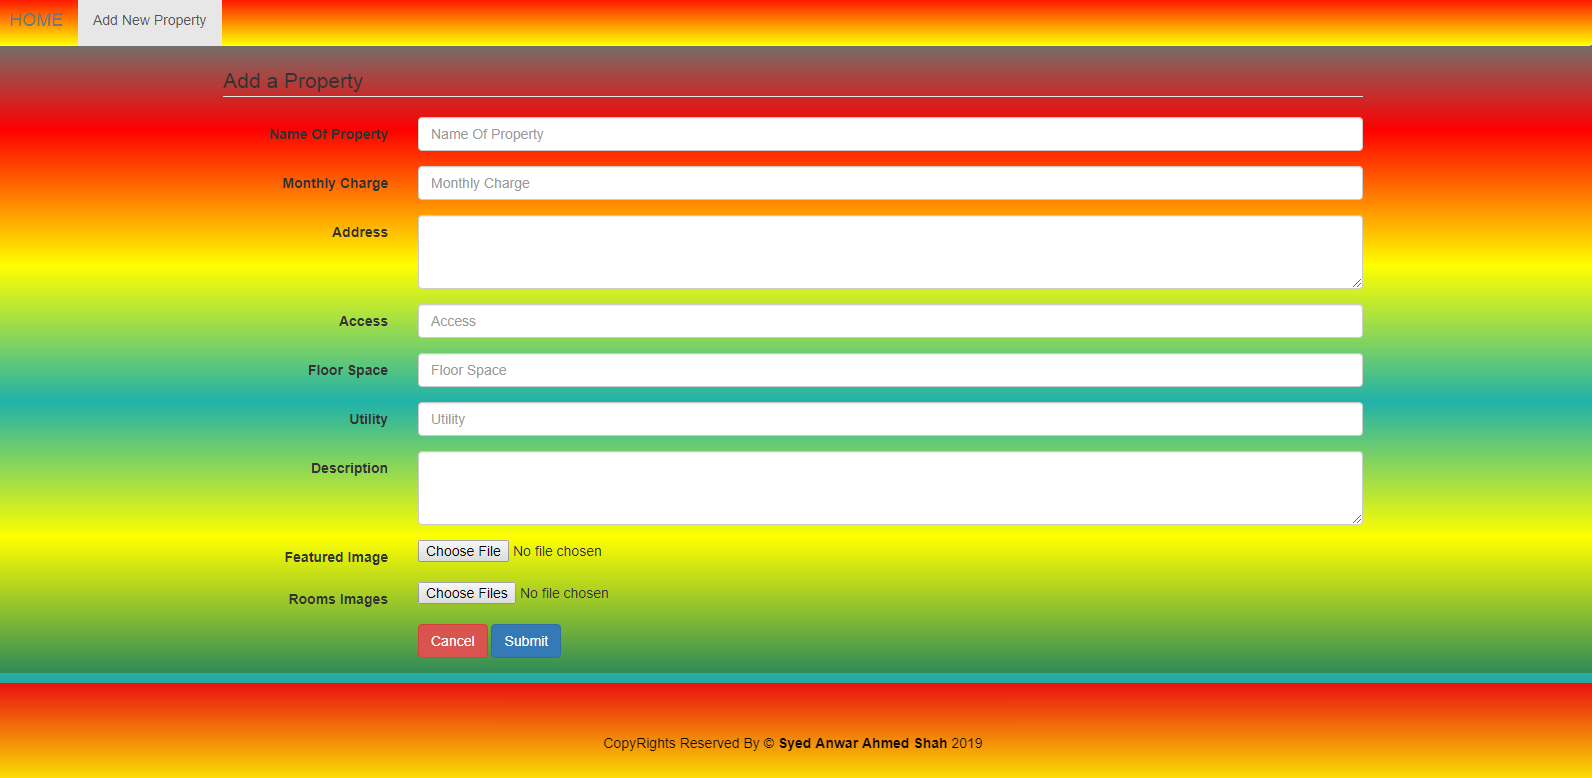 HOME Add New Property
Add a Property
Name Of Property Name Of Property
Monthly Charge Monthly Charge
Address
Access Access
Floor Space Floor Space
Utility Utility
Description
Featured Image Choose File No file chosen
Rooms Images Choose Files No file chosen
Cancel Submit
CopyRights Reserved By © Syed Anwar Ahmed Shah 2019